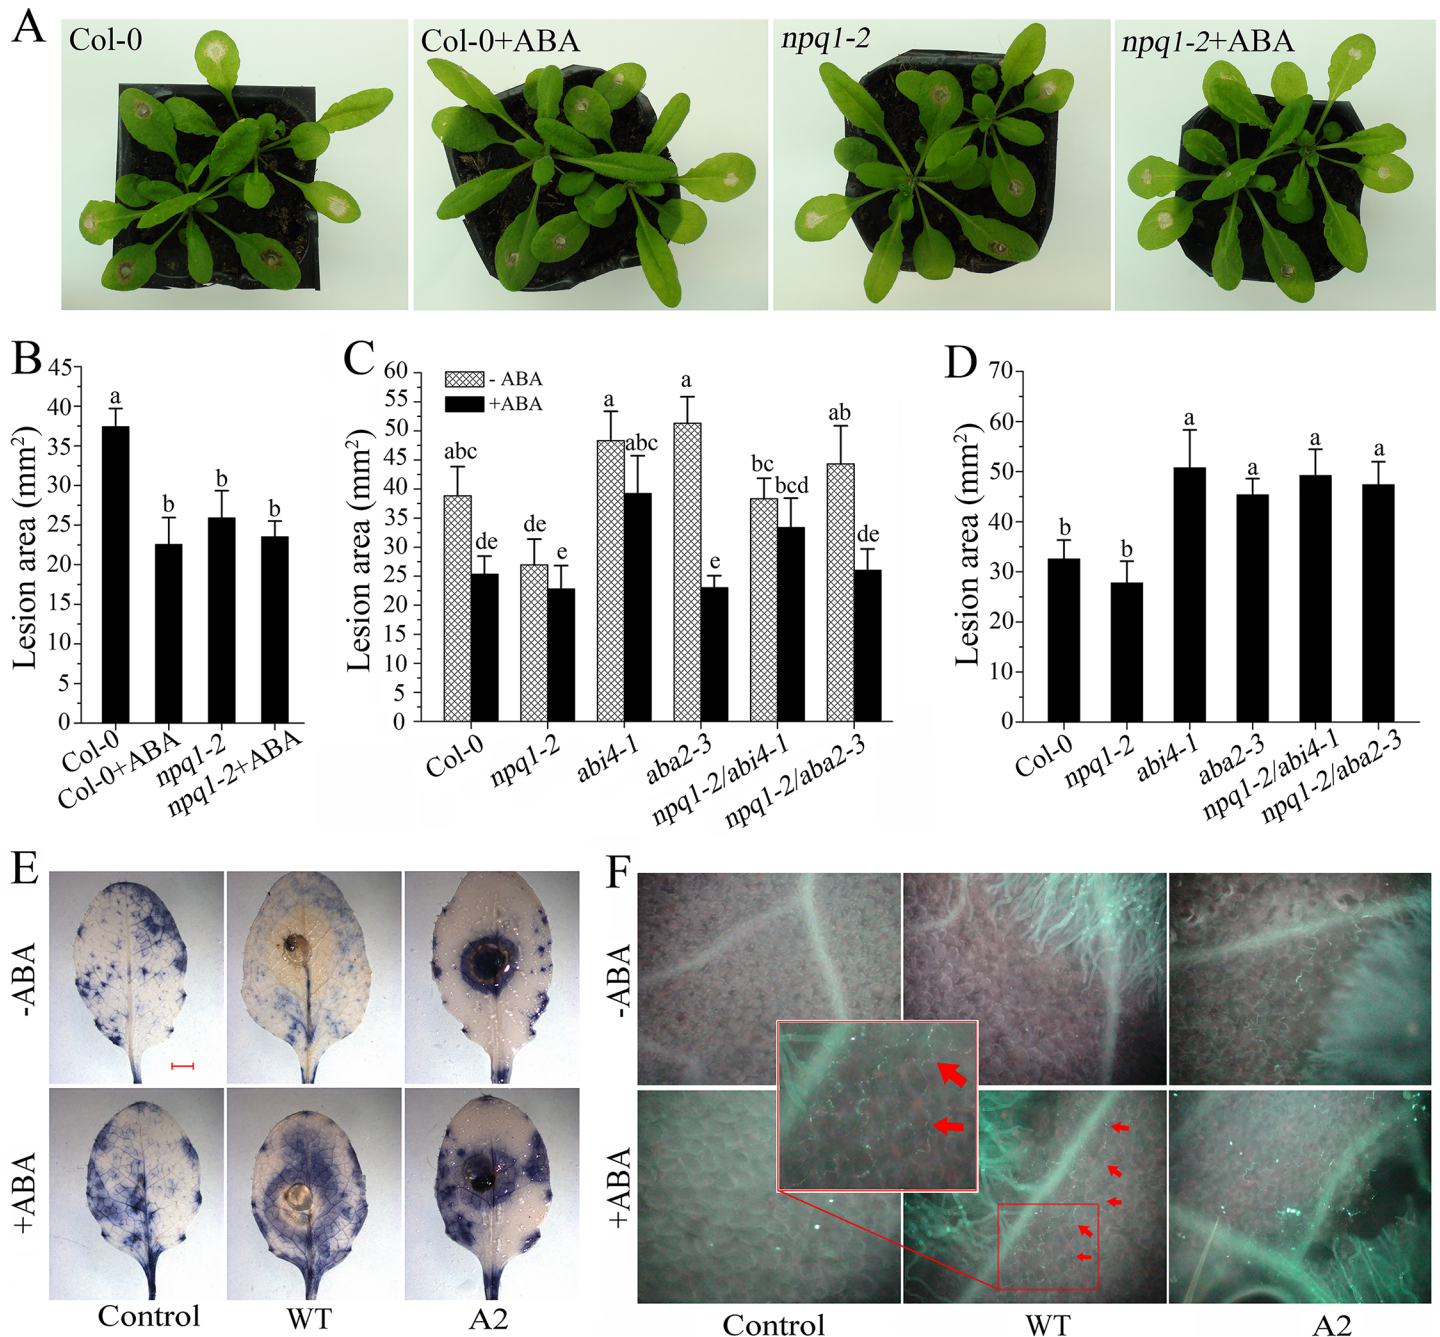 A
Col-0
Col-0+ABA
npq1-2
npq1-2+ABA
B
Lesion area (mm2)
45
40
35
30
25
20
15
10
5
0
a
b
b
b
Col-0
Col-0+ABA
npq1-2
npq1-2+ABA
C
Lesion area (mm2)
60
55
50
45
40
35
30
25
20
15
10
5
0
- ABA
+ABA
abc
de
de
e
a
abc
a
e
bc
bcd
ab
de
Col-0
npq1-2
abi4-1
aba2-3
npq1-2/abi4-1
npq1-2/aba2-3
D
Lesion area (mm2)
70
60
50
40
30
20
10
0
b
b
a
a
a
a
Col-0
npq1-2
abi4-1
aba2-3
npq1-2/abi4-1
npq1-2/aba2-3
E
-ABA
+ABA
Control
WT
A2
F
-ABA
+ABA
Control
WT
A2